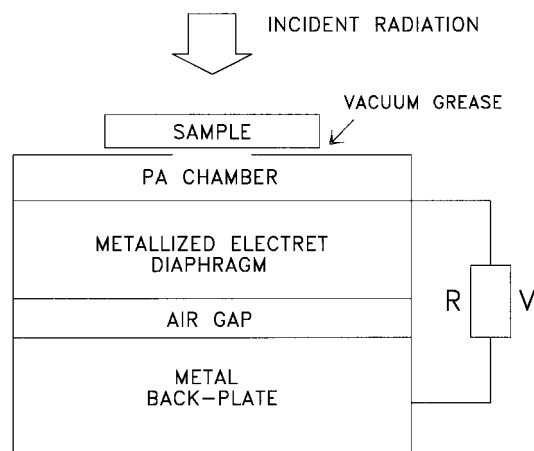 INCIDENT RADIATION
VACUUM GREASE
SAMPLE
PA CHAMBER
METALLIZED ELECTRET
DIAPHRAGM
R
V
AIR GAP
METAL
BACK-PLATE